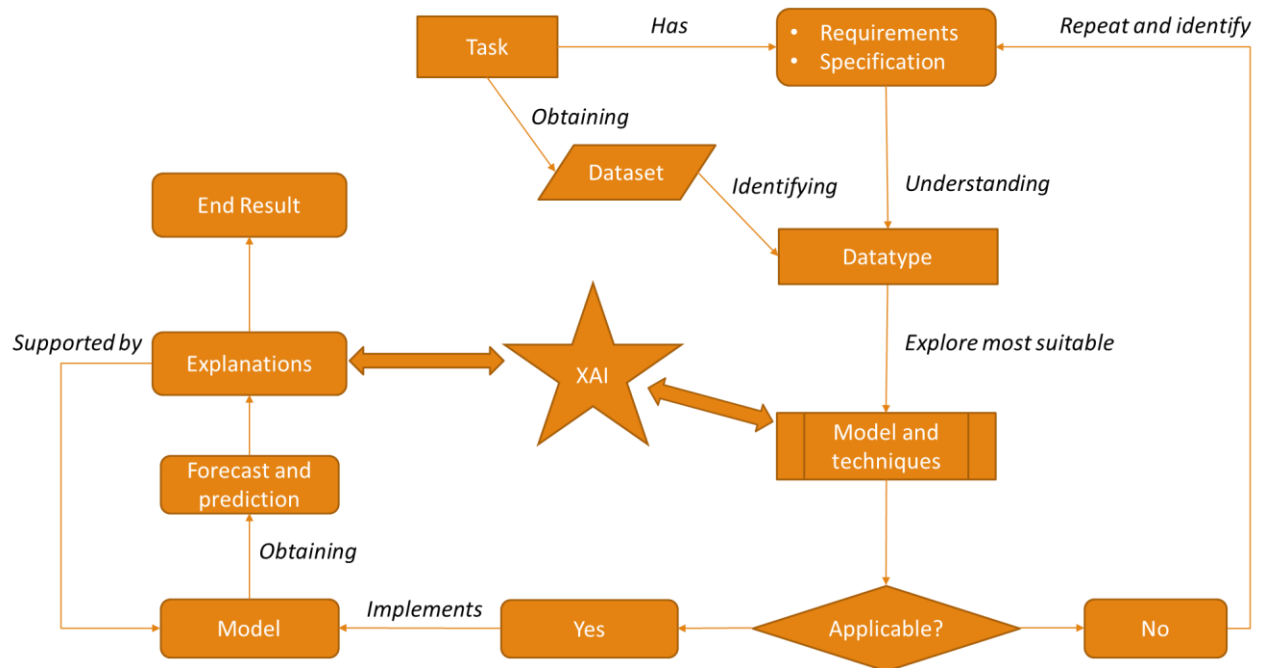 Task
Has
• Requirements
• Specification
Repeat and identify
Obtaining
Dataset
Identifying
Understanding
End Result
Datatype
Supported by
Explanations
XAI
Explore most suitable
Model and
techniques
Forecast and
prediction
Obtaining
Model
Implements
Yes
Applicable?
No